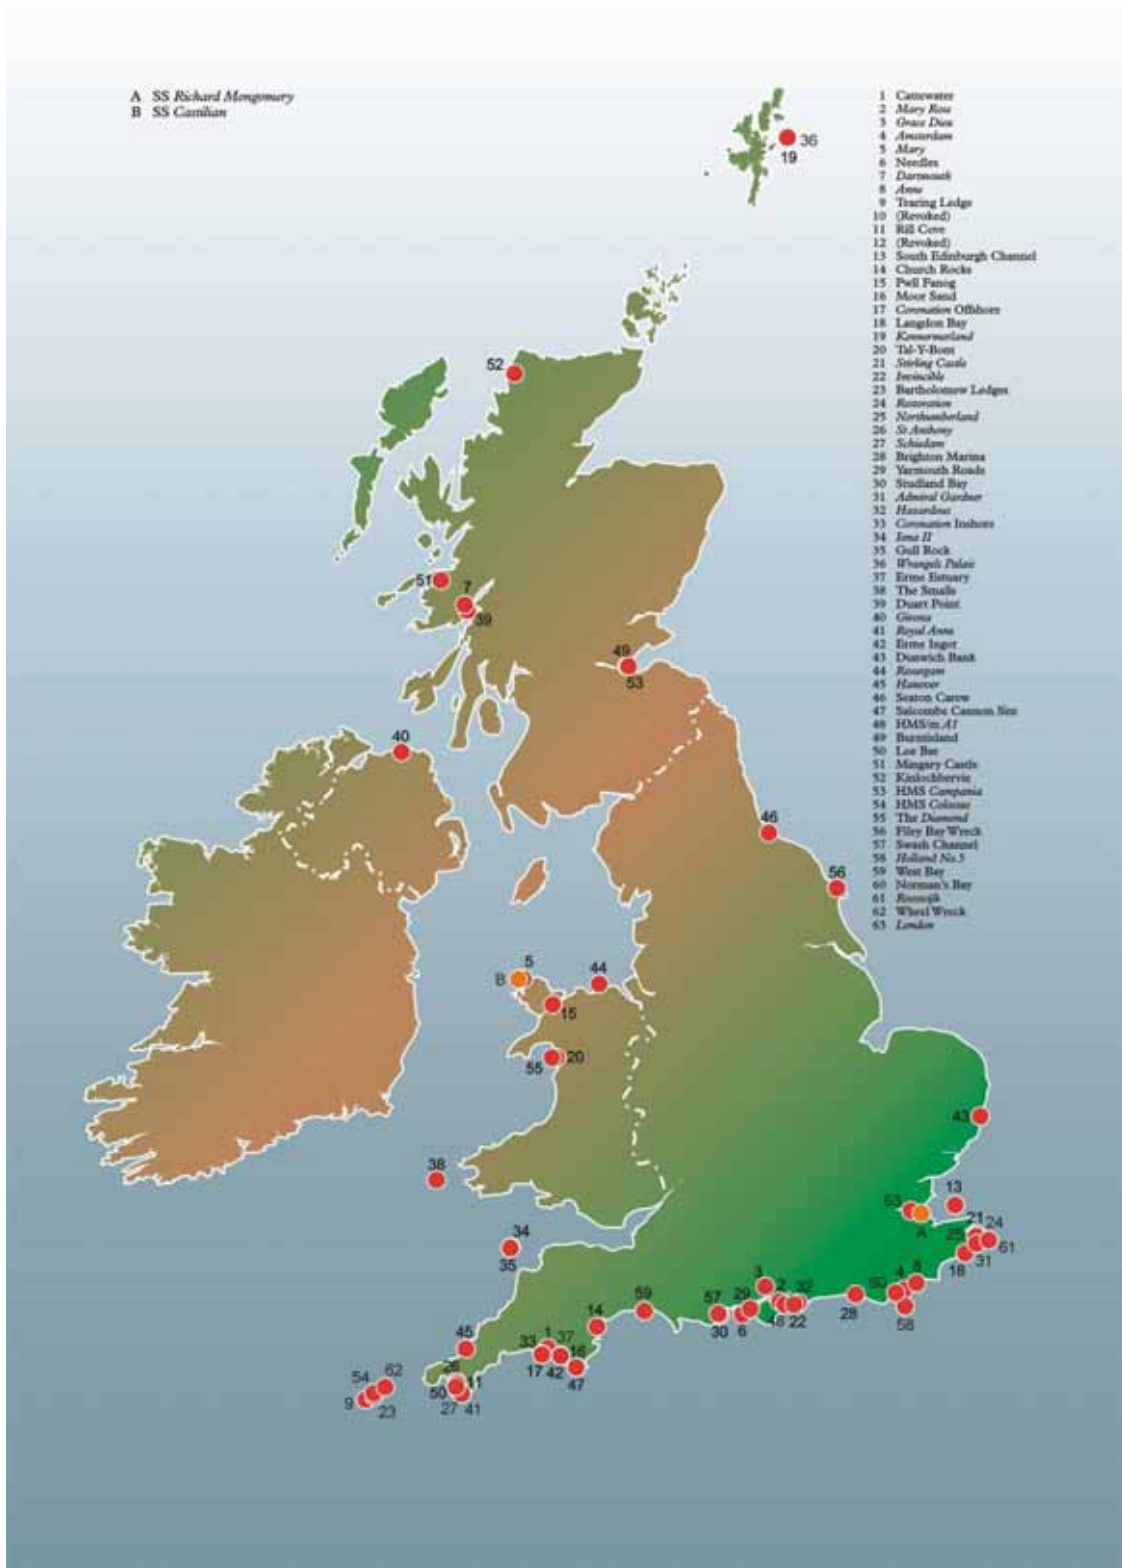 A SS Richard Mongomery
B SS Castilian
1 Cattewater
2 Mary Rose
3 Grace Dieu
4 Amsterdam
5 Mary
6 Needles
7 Dartmouth
8 Anne
9 Tearing Ledge
10 (Revoked)
11 Rill Cove
12 (Revoked)
13 South Edinburgh Channel
14 Church Rocks
15 Pwll Fanog
16 Moor Sand
17 Coronation Offshore
18 Langdon Bay
19 Kennermerland
20 Tal-Y-Bont
21 Stirling Castle
22 Invincible
23 Bartholomew Ledges
24 Restoration
25 Northumberland
26 St Anthony
27 Schiedam
28 Brighton Marina
29 Yarmouth Roads
30 Studland Bay
31 Admiral Gardner
32 Hazardous
33 Coronation Inshore
34 Iona II
35 Gull Rock
36 Wrangels Palais
37 Erme Estuary
38 The Smalls
39 Duart Point
40 Girona
41 Royal Anne
42 Erme Ingot
43 Dunwich Bank
44 Resurgam
45 Hanover
46 Seaton Carow
47 Salcombe Cannon Site
48 HMS/m A1
49 Burntisland
50 Loe Bar
51 Mingary Castle
52 Kinlochbervie
53 HMS Campania
54 HMS Colossus
55 The Diamond
56 Filey Bay Wreck
57 Swash Channel
58 Holland No.5
59 West Bay
60 Norman's Bay
61 Rooswijk
62 Wheel Wreck
63 London
36
19
52
51
7
39
49
53
40
46
56
B
5
44
15
55
20
43
38
63
13
A
21
24
25
61
31
18
34
35
3
2
32
29
57
59
30
6
48
22
28
4
8
58
14
45
1
37
33
16
17
42
47
26
11
50
27
41
54
62
9
23